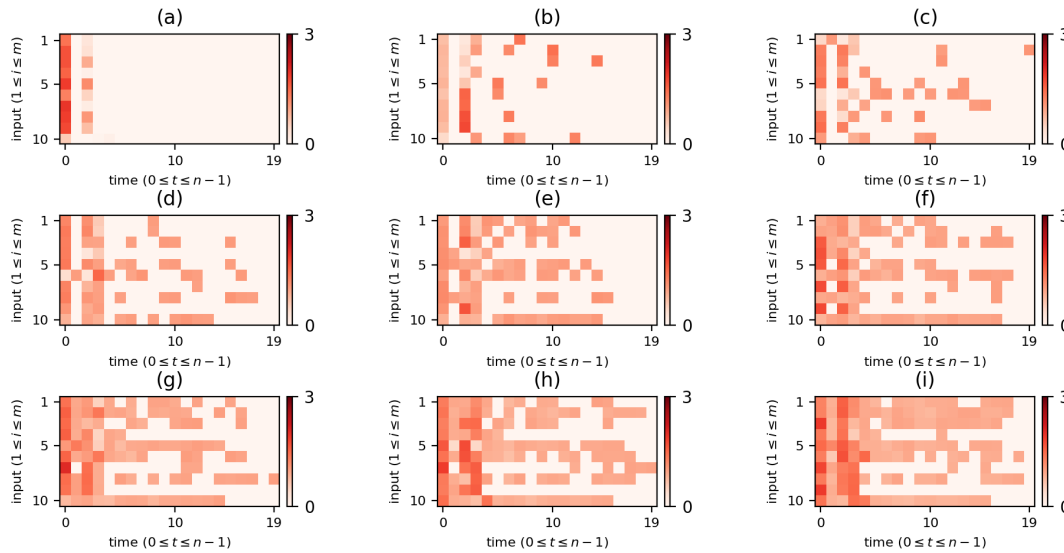 (a)
(b)
(c)
input (1 ≤ i ≤ m)
1
5
10
0
10
19
time (0 ≤ t ≤ n − 1)
3
0
input (1 ≤ i ≤ m)
1
5
10
0
10
19
time (0 ≤ t ≤ n − 1)
3
0
input (1 ≤ i ≤ m)
1
5
10
0
10
19
time (0 ≤ t ≤ n − 1)
3
0
(d)
(e)
(f)
input (1 ≤ i ≤ m)
1
5
10
0
10
19
time (0 ≤ t ≤ n − 1)
3
0
input (1 ≤ i ≤ m)
1
5
10
0
10
19
time (0 ≤ t ≤ n − 1)
3
0
input (1 ≤ i ≤ m)
1
5
10
0
10
19
time (0 ≤ t ≤ n − 1)
3
0
(g)
(h)
(i)
input (1 ≤ i ≤ m)
1
5
10
0
10
19
time (0 ≤ t ≤ n − 1)
3
0
input (1 ≤ i ≤ m)
1
5
10
0
10
19
time (0 ≤ t ≤ n − 1)
3
0
input (1 ≤ i ≤ m)
1
5
10
0
10
19
time (0 ≤ t ≤ n − 1)
3
0